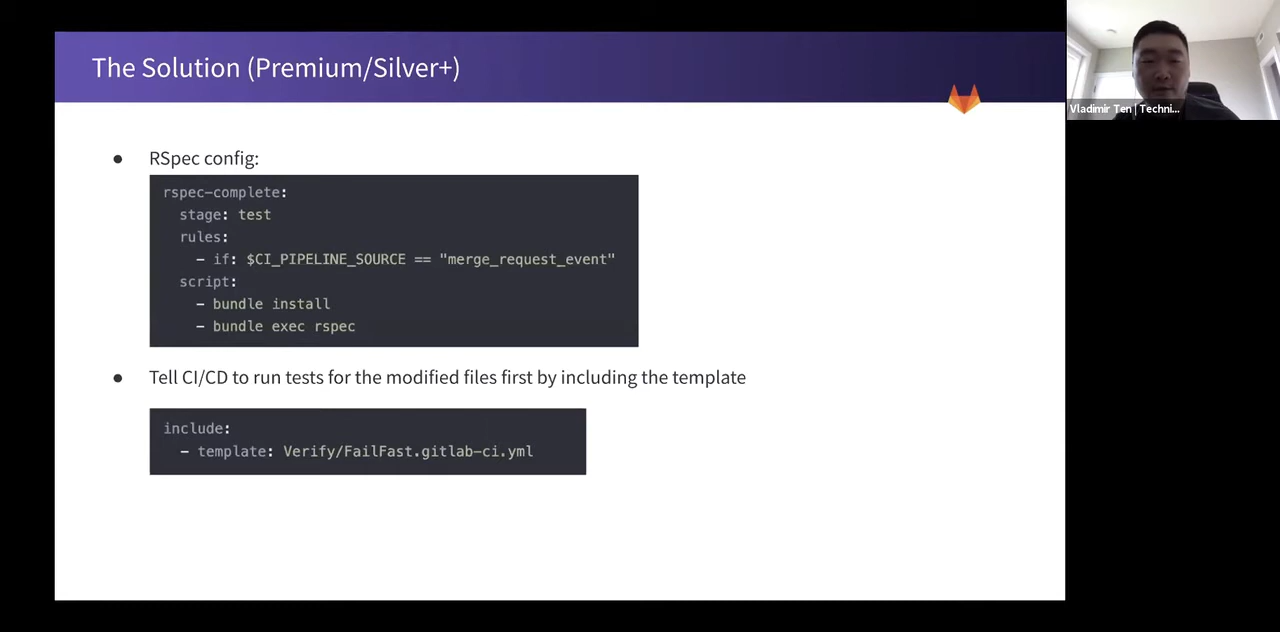 The Solution (Premium/Silver+)
Vladimir Ten | Techni...
● RSpec config:
rspec-complete:
stage: test
rules:
- if: $CI_PIPELINE_SOURCE == "merge_request_event"
script:
- bundle install
- bundle exec rspec
● Tell CI/CD to run tests for the modified files first by including the template
include:
- template: Verify/FailFast.gitlab-ci.yml